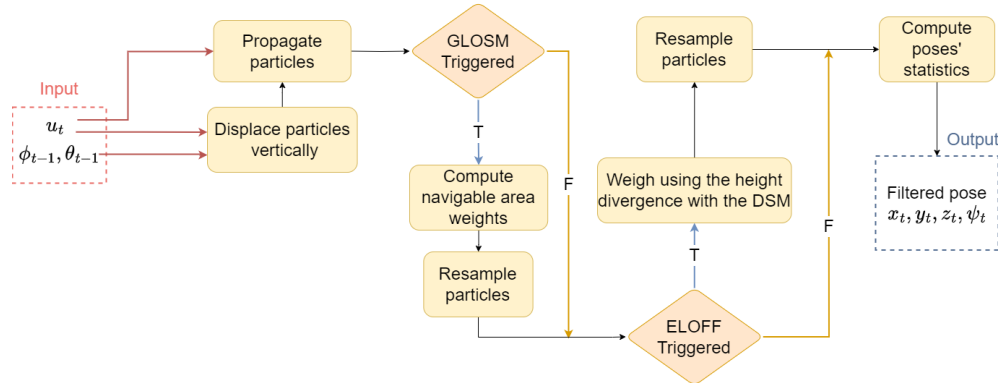 Input
u_t
ϕ_{t−1}, θ_{t−1}
Propagate
particles
Displace particles
vertically
GLOSM
Triggered
T
F
Compute
navigable area
weights
Resample
particles
ELOFF
Triggered
T
F
Weigh using the height
divergence with the DSM
Resample
particles
Compute
poses'
statistics
Output
Filtered pose
x_t, y_t, z_t, ψ_t